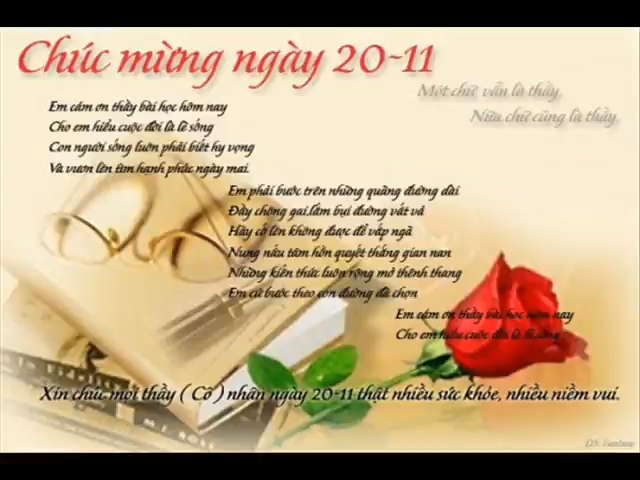 Chúc mừng ngày 20-11
Một chữ vẫn là thầy,
Nửa chữ cũng là thầy.
Em cám ơn thầy bài học hôm nay
Cho em hiểu cuộc đời là lẽ sống
Con người sống luôn phải biết hy vọng
Và vươn lên tìm hạnh phúc ngày mai.
Em phải bước trên những quãng đường dài
Đầy chông gai,lắm bụi đường vất vả
Hãy cố lên không được để vấp ngã
Nung nấu tâm hồn quyết thắng gian nan
Những kiến thức luôn rộng mở thênh thang
Em cứ bước theo con đường đã chọn
Em cám ơn thầy bài học hôm nay
Cho em hiểu cuộc đời là lẽ sống
Xin chúc mọi thầy ( Cô ) nhân ngày 20-11 thật nhiều sức khỏe, nhiều niềm vui.